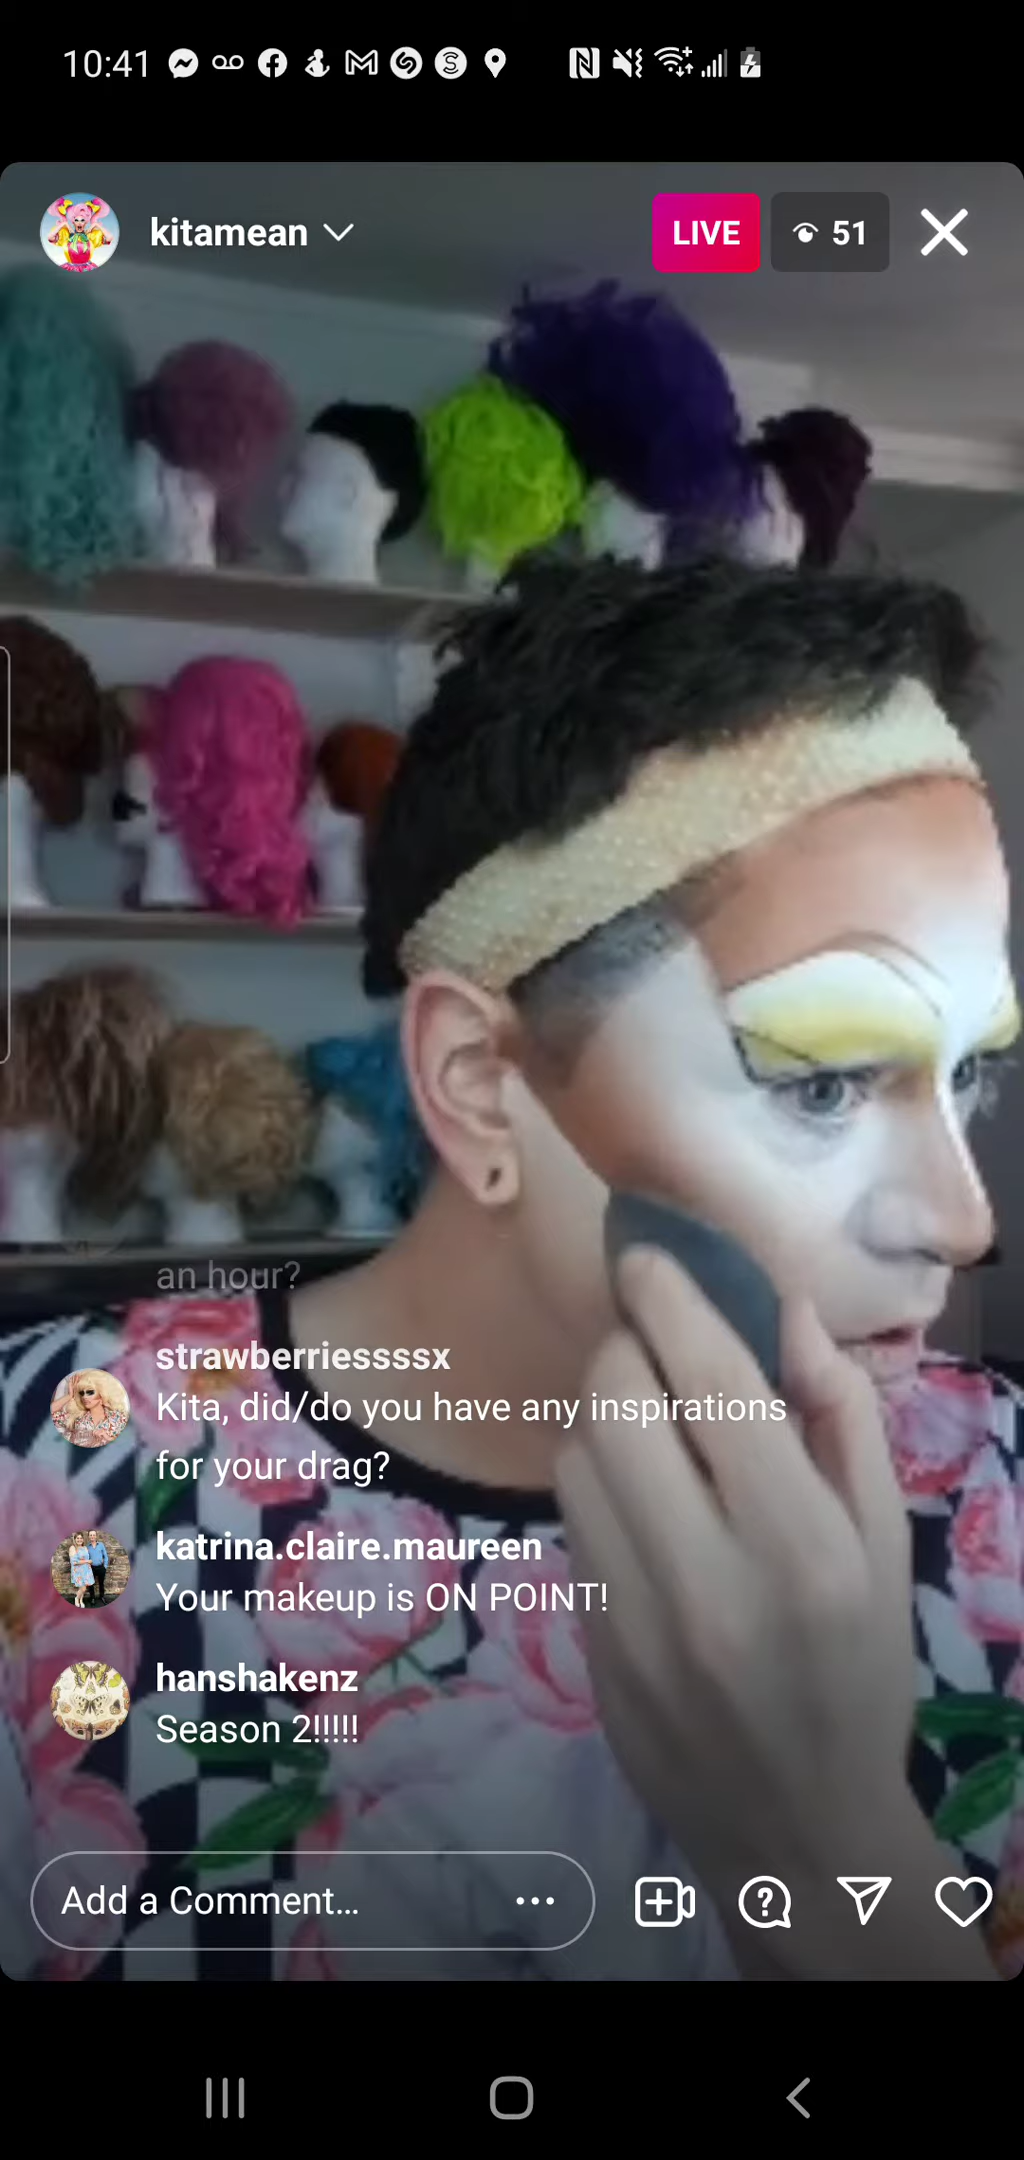 10:41
kitamean
LIVE
51
an hour?
strawberriessssx
Kita, did/do you have any inspirations
for your drag?
katrina.claire.maureen
Your makeup is ON POINT!
hanshakenz
Season 2!!!!!
Add a Comment...